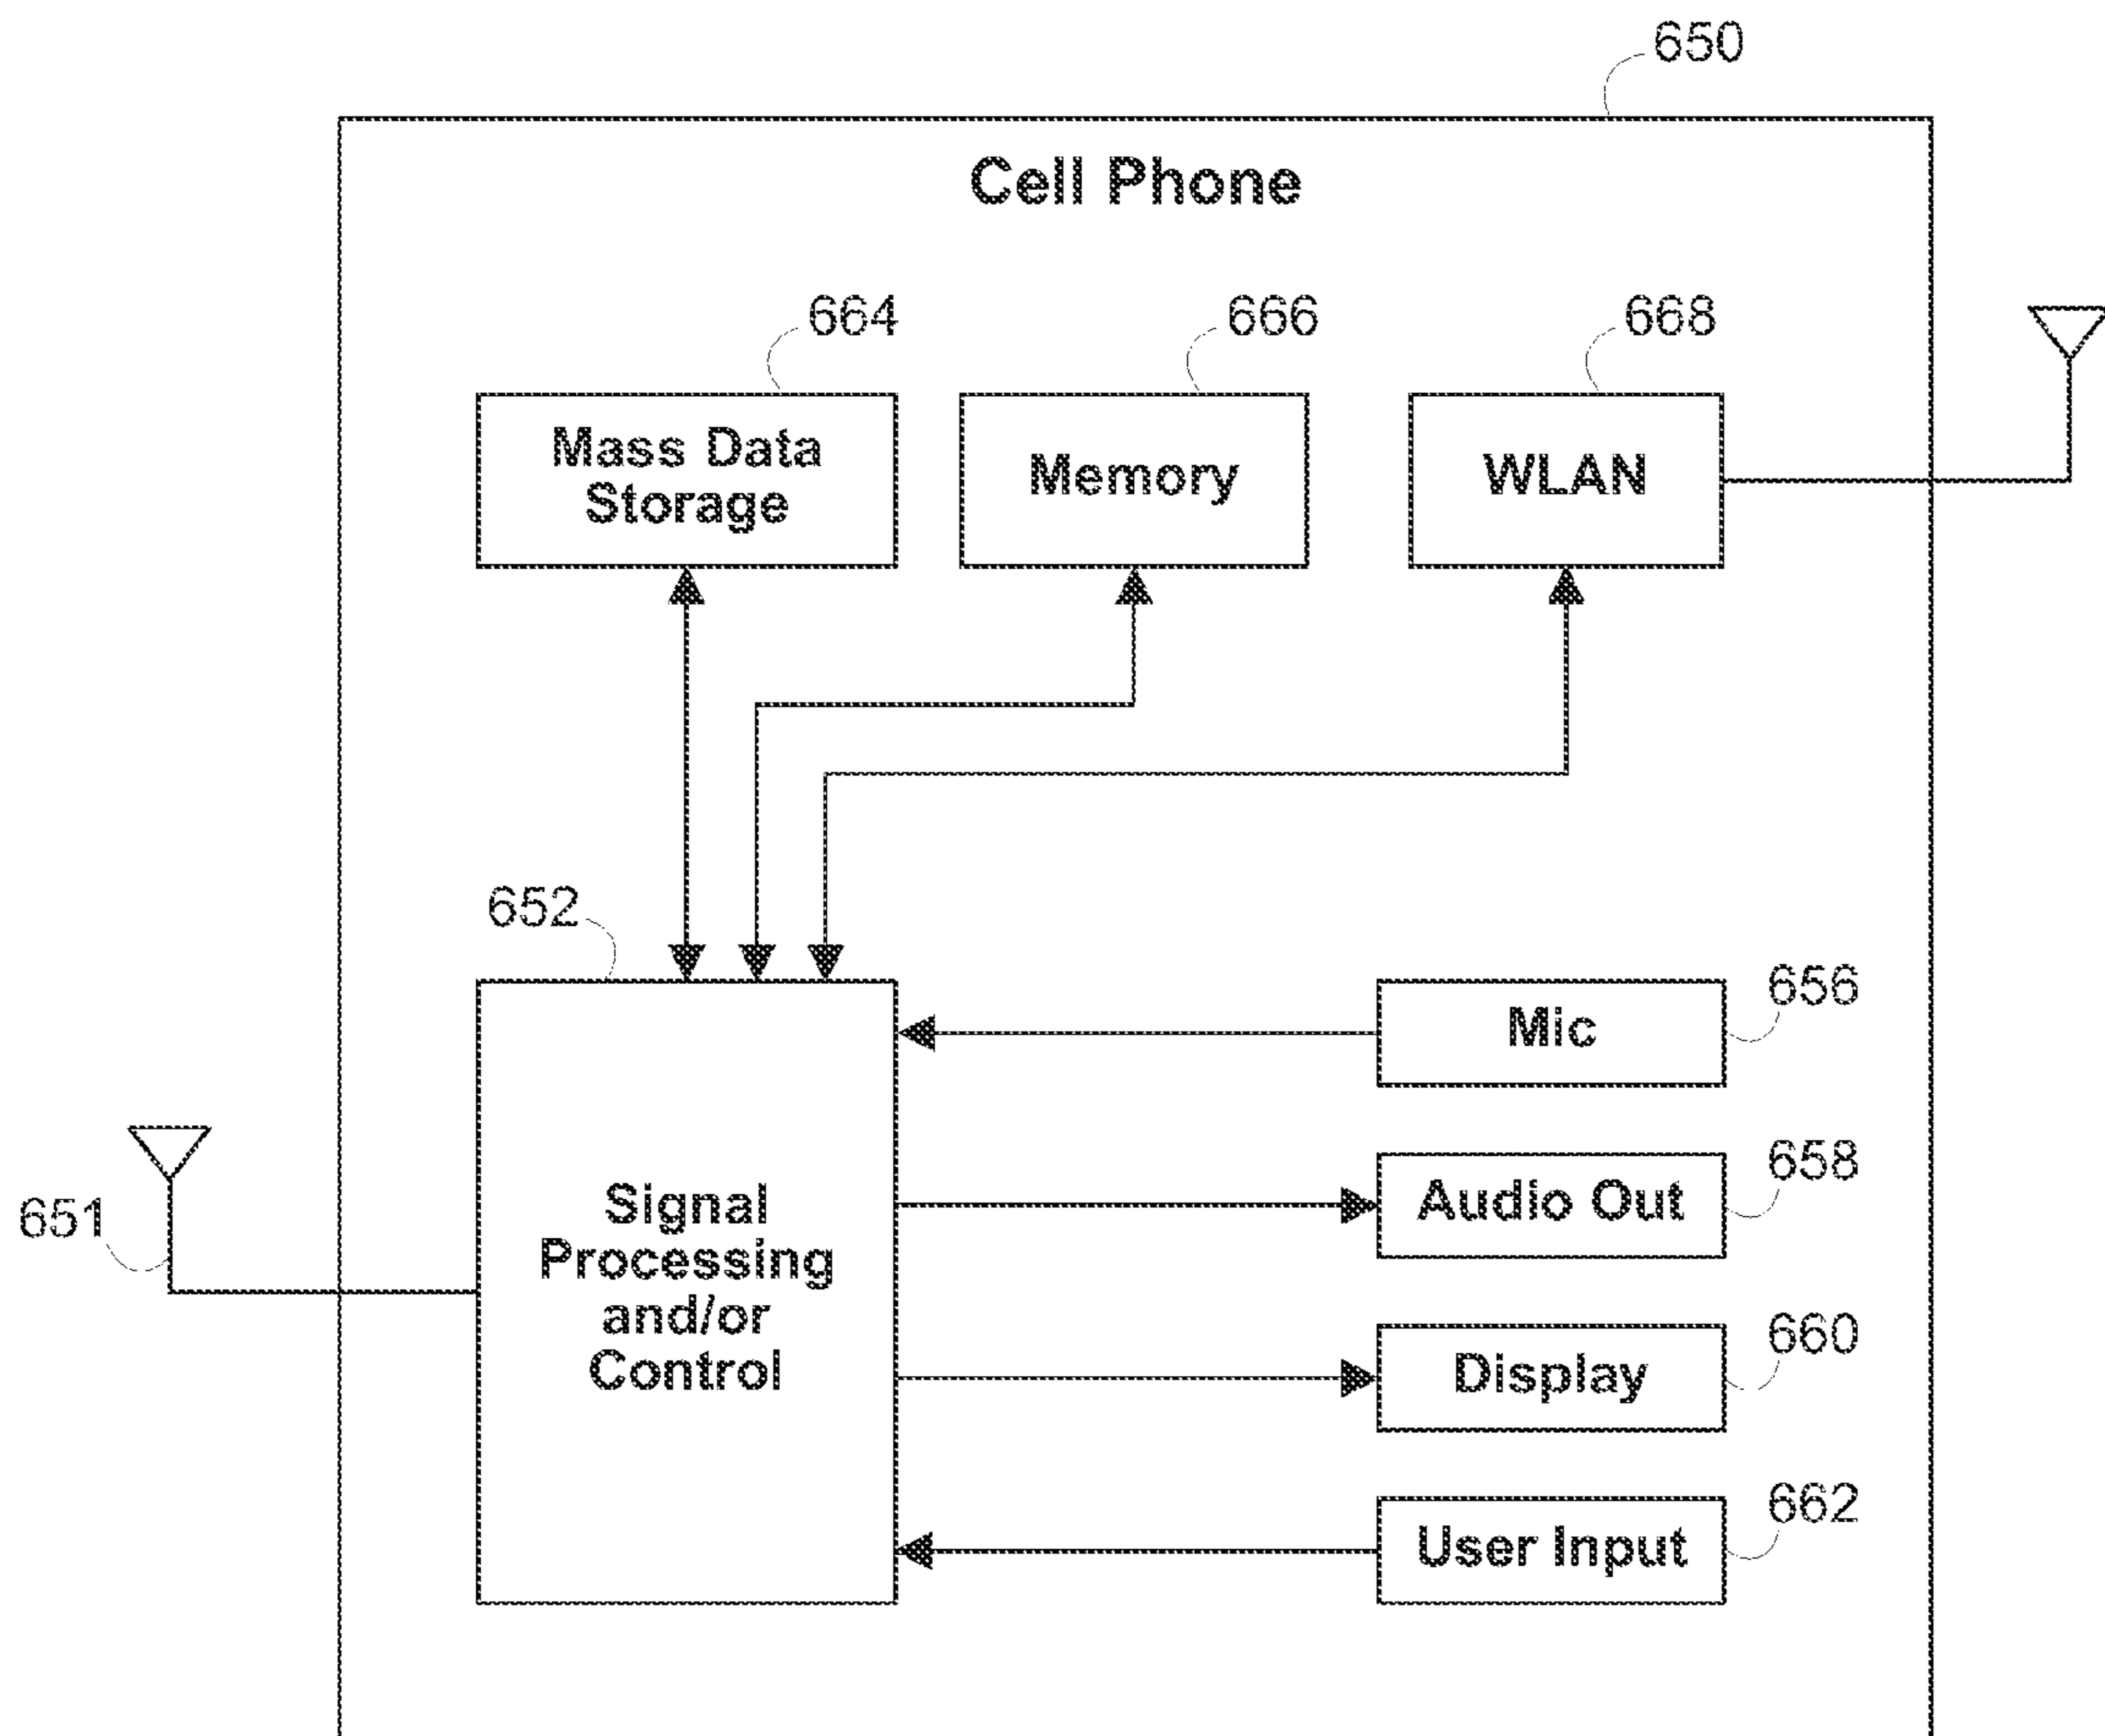 650
Cell Phone
664
666
668
Mass Data
Storage
Memory
WLAN
652
656
Mic
658
Audio Out
651
Signal
Processing
and/or
Control
660
Display
662
User Input